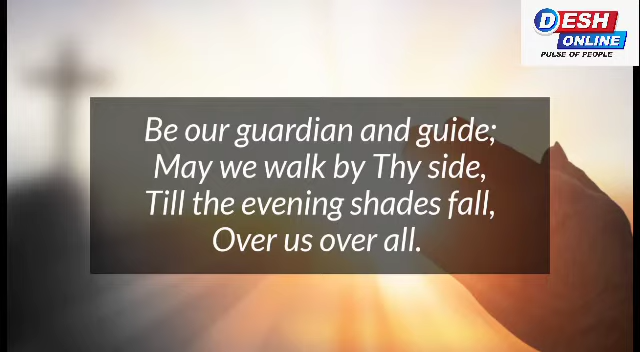 DESH
ONLINE
PULSE OF PEOPLE
Be our guardian and guide;
May we walk by Thy side,
Till the evening shades fall,
Over us over all.